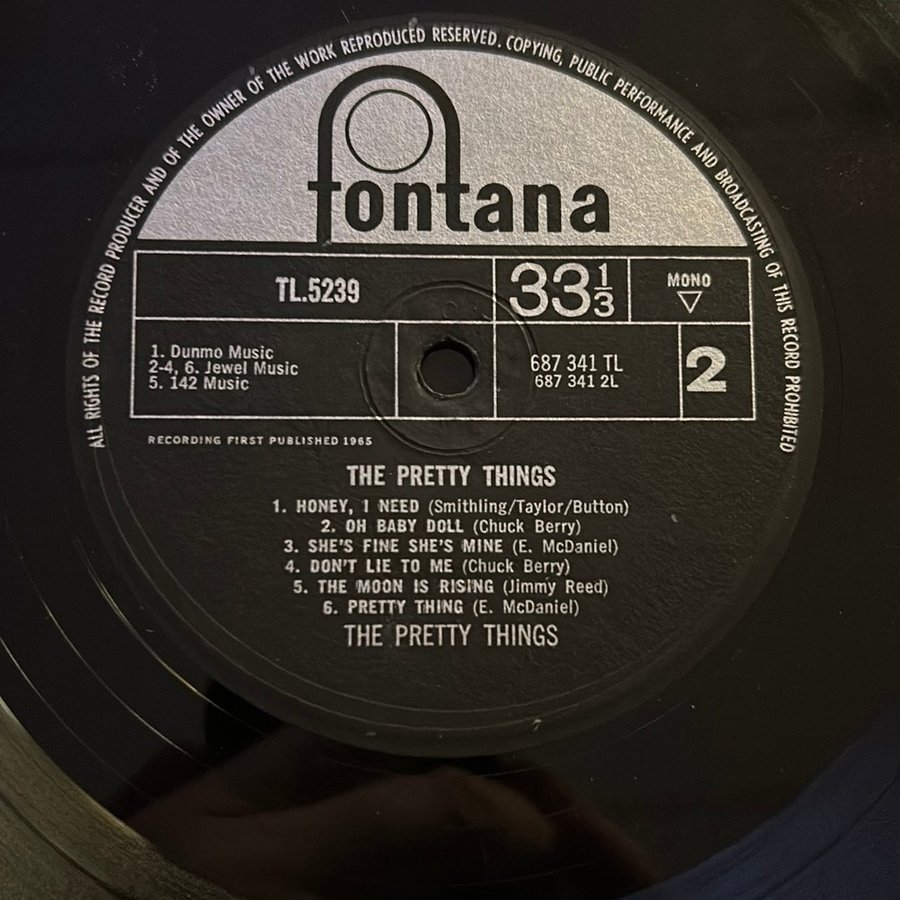 ALL RIGHTS OF THE RECORD PRODUCER AND OF THE OWNER OF THE WORK REPRODUCED RESERVED. COPYING, PUBLIC PERFORMANCE AND BROADCASTING OF THIS RECORD PROHIBITED
fontana
TL.5239
33 1/3
MONO
1. Dunmo Music
2-4, 6. Jewel Music
5. 142 Music
687 341 TL
687 341 2L
2
RECORDING FIRST PUBLISHED 1965
THE PRETTY THINGS
1. HONEY, I NEED (Smithling/Taylor/Button)
2. OH BABY DOLL (Chuck Berry)
3. SHE'S FINE SHE'S MINE (E. McDaniel)
4. DON'T LIE TO ME (Chuck Berry)
5. THE MOON IS RISING (Jimmy Reed)
6. PRETTY THING (E. McDaniel)
THE PRETTY THINGS